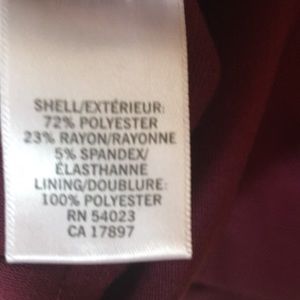 SHELL/EXTÉRIEUR:
72% POLYESTER
23% RAYON/RAYONNE
5% SPANDEX/
ÉLASTHANNE
LINING/DOUBLURE:
100% POLYESTER
RN 54023
CA 17897